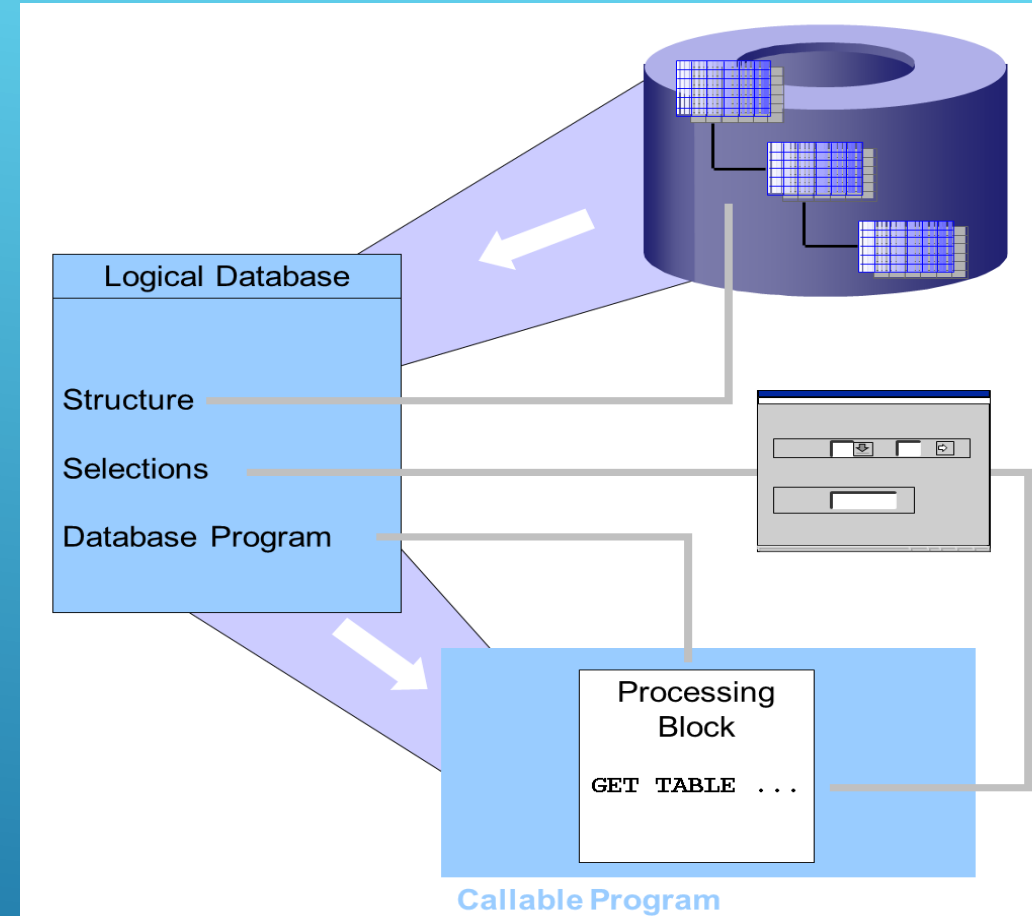 Logical Database
Structure
Selections
Database Program
Processing
Block
GET TABLE ...
Callable Program